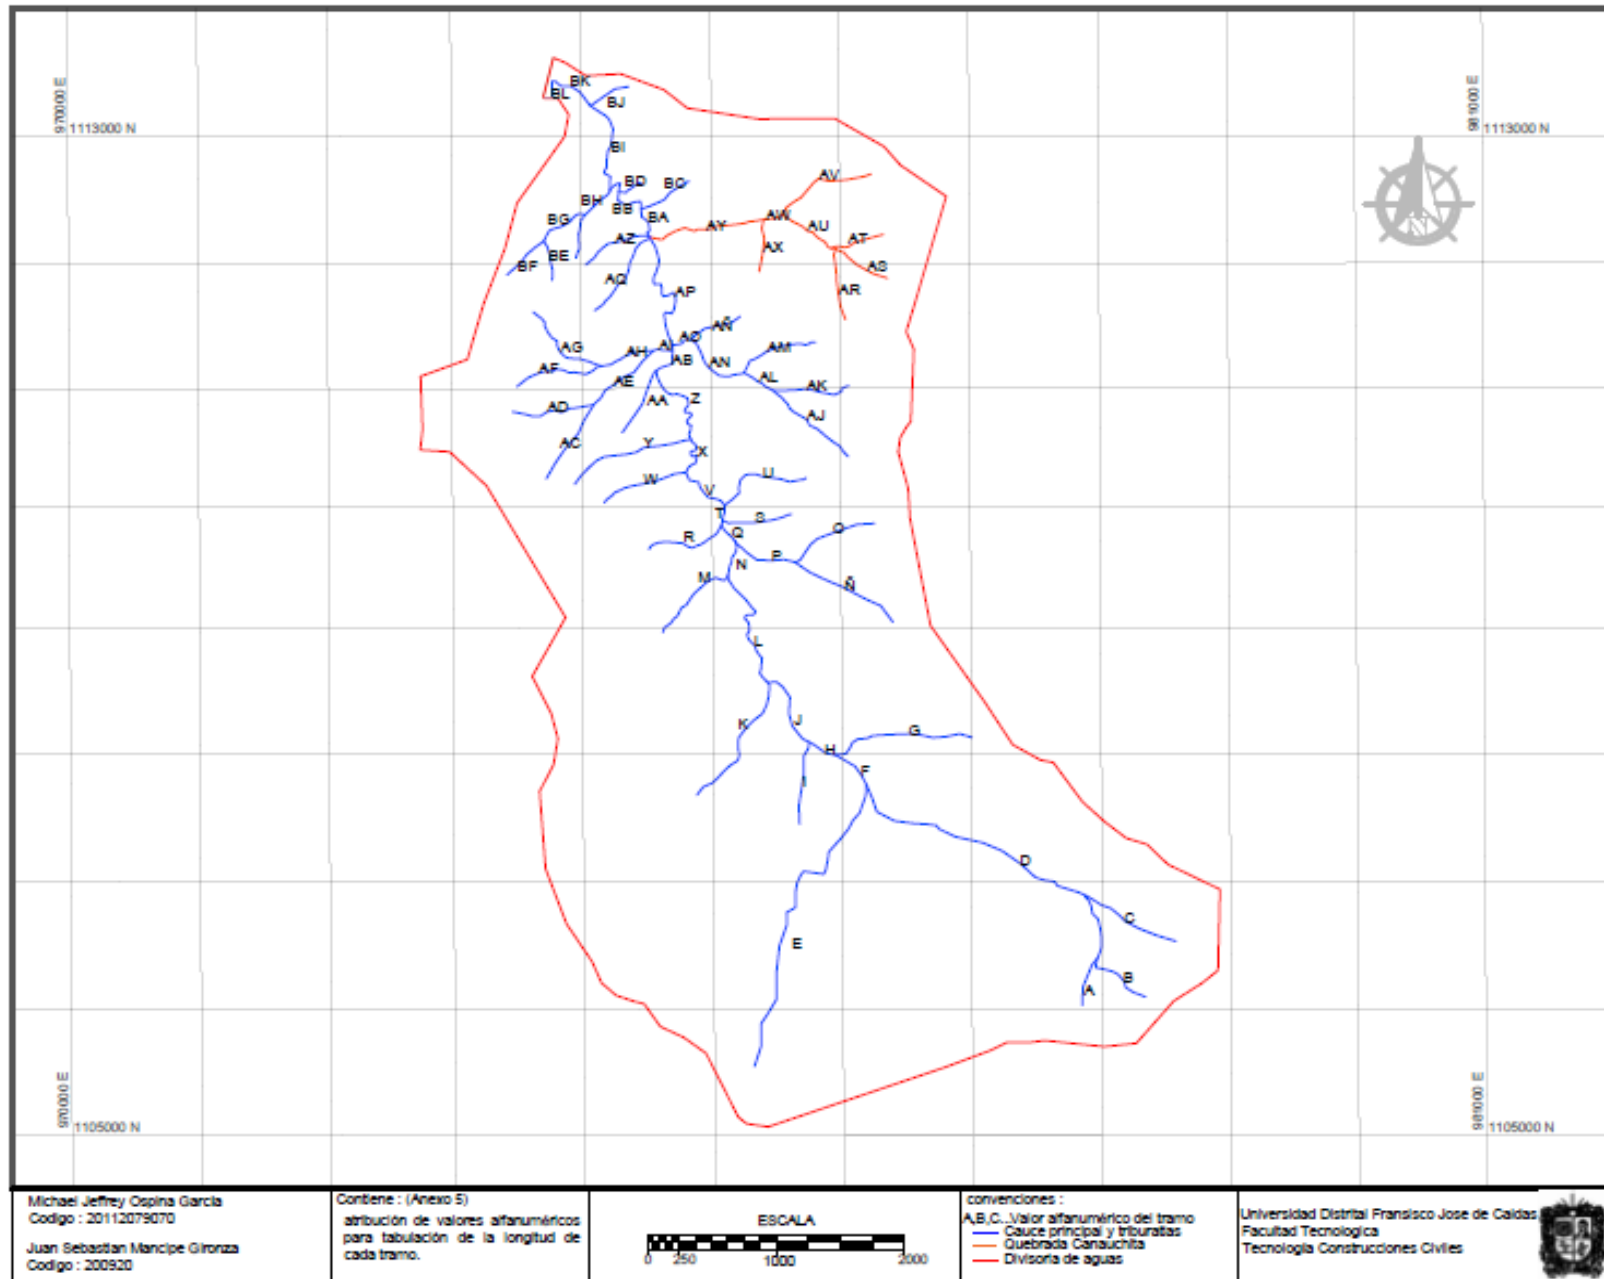 970000 E
1113000 N
981000 E
1113000 N
BK
BL
BJ
BI
BD
BC
BH
BB
BG
BA
AV
AW
AY
AU
AZ
AX
AT
BE
BF
AS
AQ
AR
AP
AÑ
AO
AG
AH
AI
AB
AM
AF
AN
AE
AL
AK
AA
Z
AD
AJ
AC
Y
X
W
U
V
T
S
R
Q
O
N
P
M
Ñ
L
K
J
G
H
F
I
D
C
E
B
A
970000 E
1105000 N
981000 E
1105000 N
Michael Jeffrey Ospina Garcia
Codigo : 20112079070
Juan Sebastian Mancipe Gironza
Codigo : 200920
Contiene : (Anexo 5)
atribución de valores alfanuméricos
para tabulación de la longitud de
cada tramo.
ESCALA
0 250 1000 2000
convenciones :
A,B,C...Valor alfanumérico del tramo
Cauce principal y triburatias
Quebrada Canauchita
Divisoria de aguas
Universidad Distrital Fransisco Jose de Caldas
Facultad Tecnologica
Tecnologia Construcciones Civiles
N